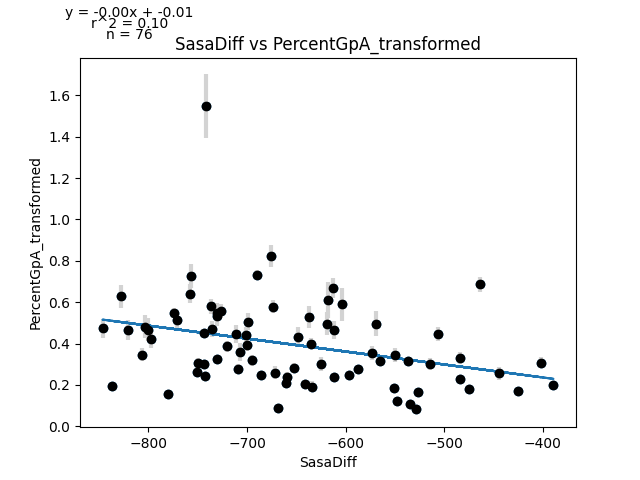 y = -0.00x + -0.01
r^2 = 0.10
n = 76
SasaDiff vs PercentGpA_transformed
PercentGpA_transformed
1.6
1.4
1.2
1.0
0.8
0.6
0.4
0.2
0.0
−800 −700 −600 −500 −400
SasaDiff